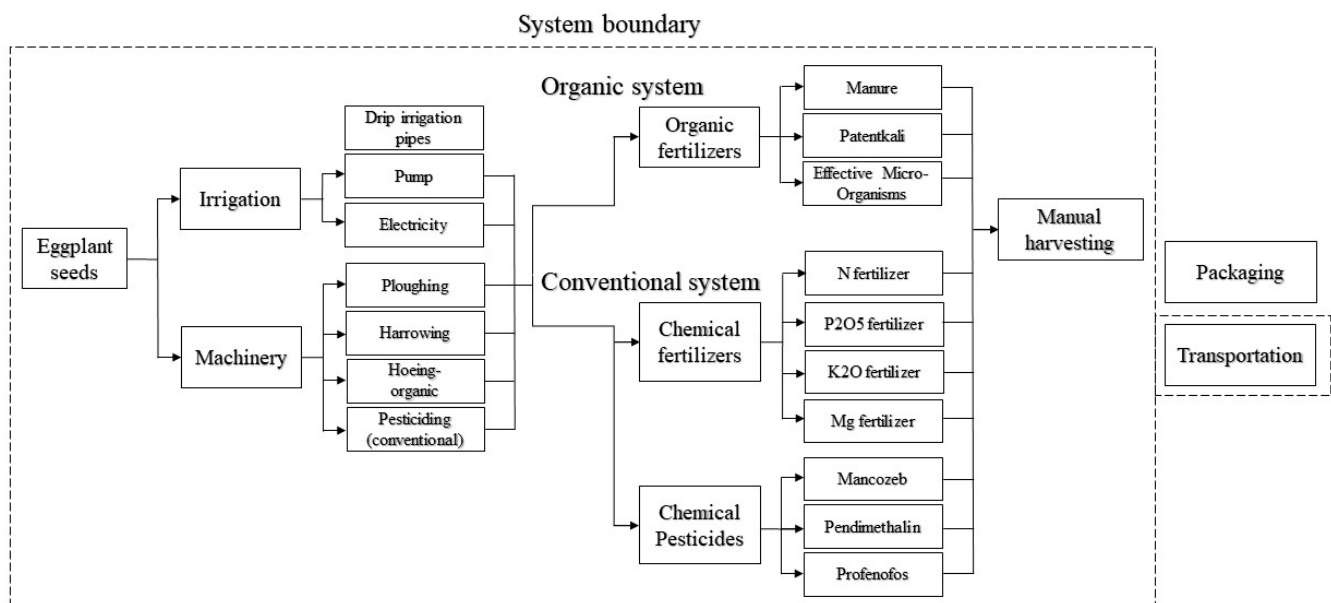 System boundary
Organic system
Eggplant
seeds
Irrigation
Machinery
Drip irrigation
pipes
Pump
Electricity
Ploughing
Harrowing
Hoeing-
organic
Pesticiding
(conventional)
Organic
fertilizers
Manure
Patentkali
Effective Micro-
Organisms
Conventional system
Chemical
fertilizers
N fertilizer
P2O5 fertilizer
K2O fertilizer
Mg fertilizer
Chemical
Pesticides
Mancozeb
Pendimethalin
Profenofos
Manual
harvesting
Packaging
Transportation